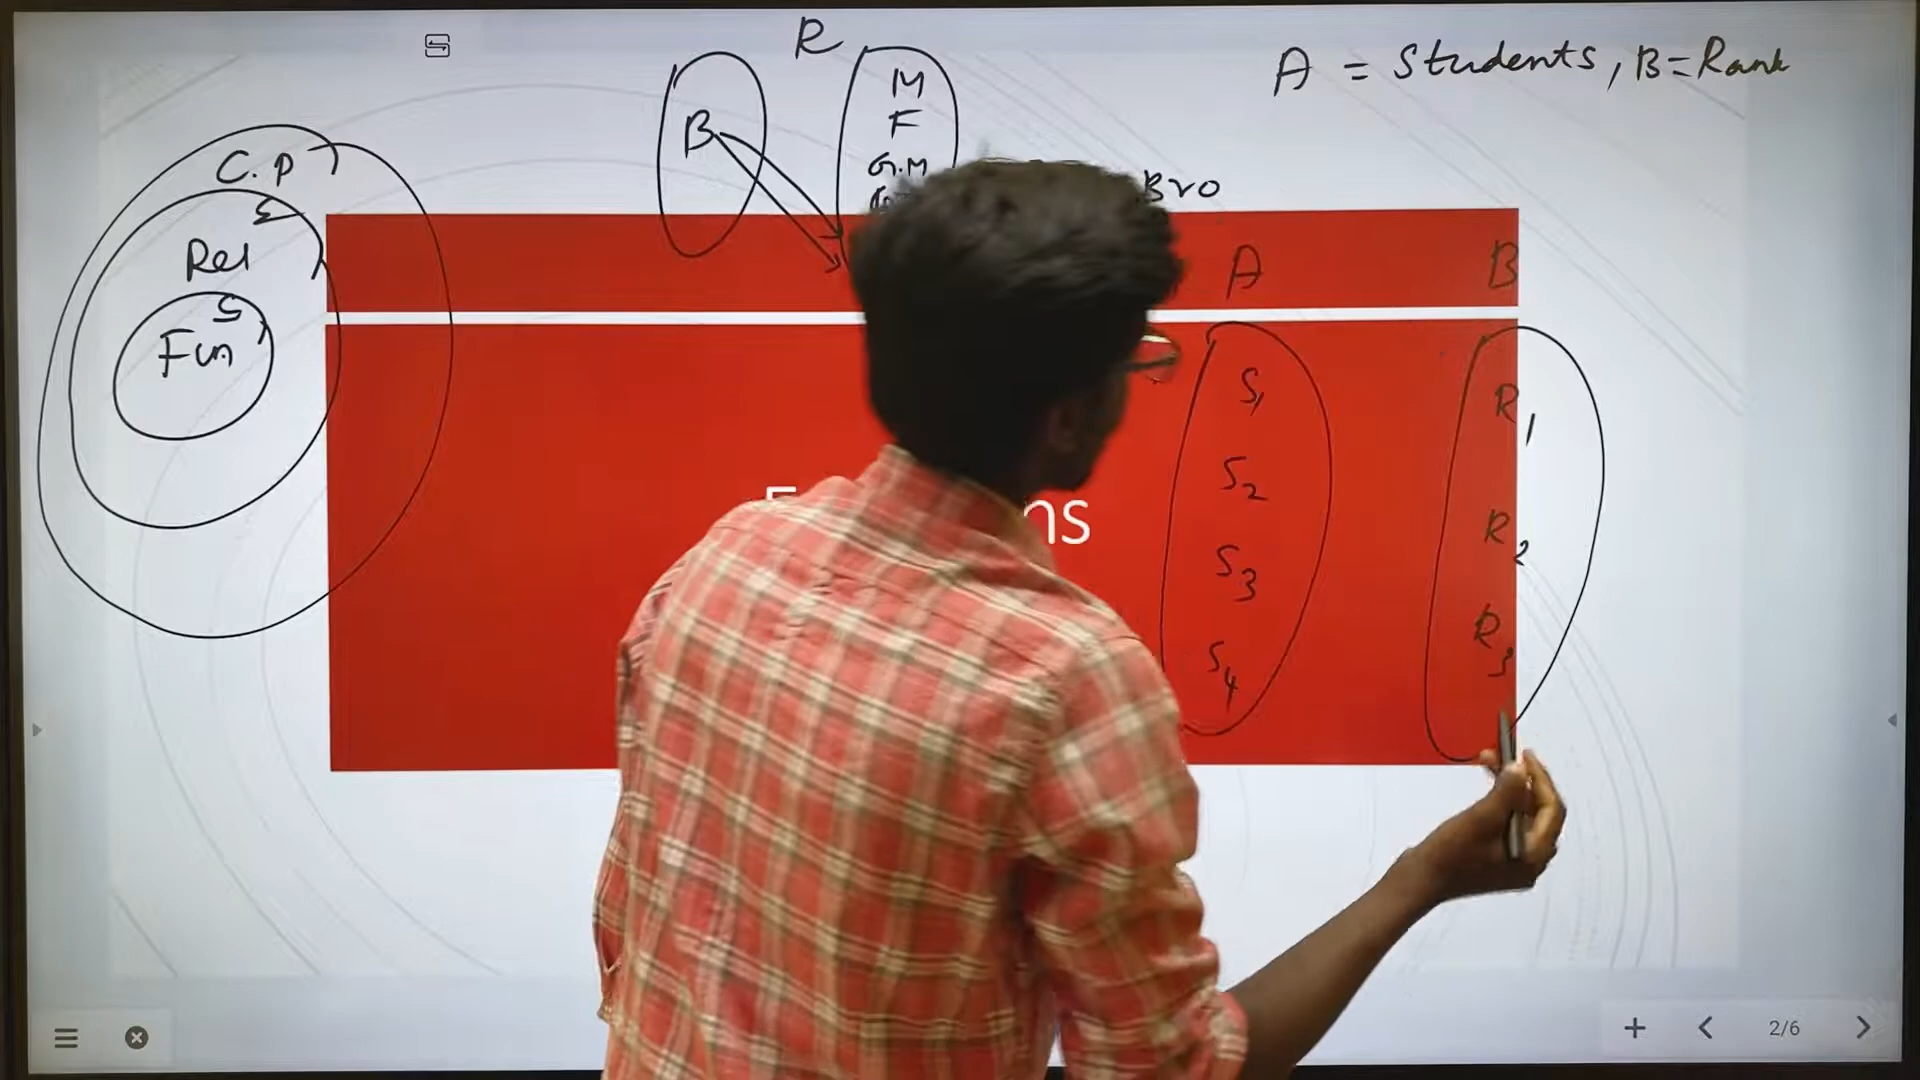 R
A = Students, B=Rank
M
B
F
C.P
G.M
Bro
Rel
A
B
Fun
S1
R1
S2
ns
R2
S3
R3
S4
2/6